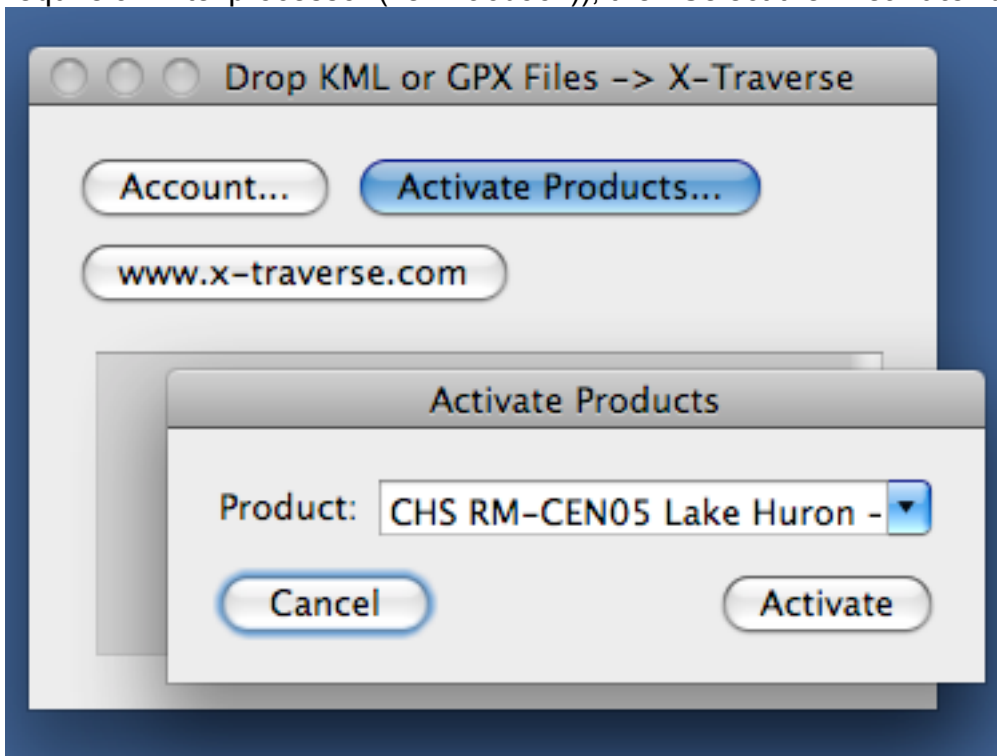 Drop KML or GPX Files -> X-Traverse
Account... Activate Products...
www.x-traverse.com
Activate Products
Product: CHS RM-CEN05 Lake Huron -
Cancel Activate